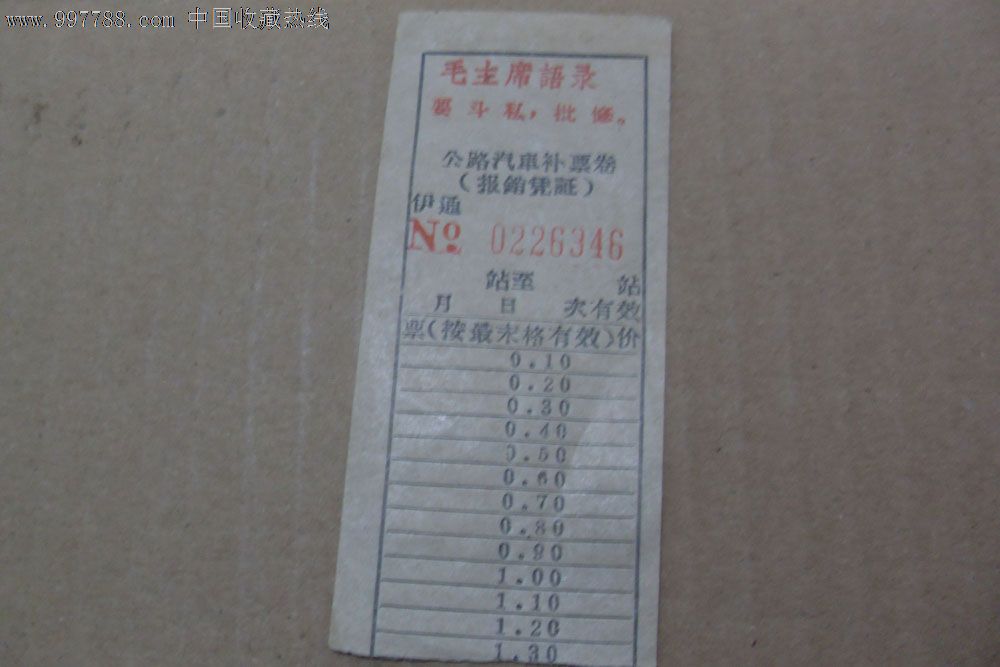 www.997788.com 中国收藏热线
毛主席語录
要斗私，批修。
公路汽車补票卷
（报銷凭証）
伊通
№ 0226346
站至 站
月 日 次有效
票（按最末格有效）价
0.10
0.20
0.30
0.40
0.50
0.60
0.70
0.80
0.90
1.00
1.10
1.20
1.30